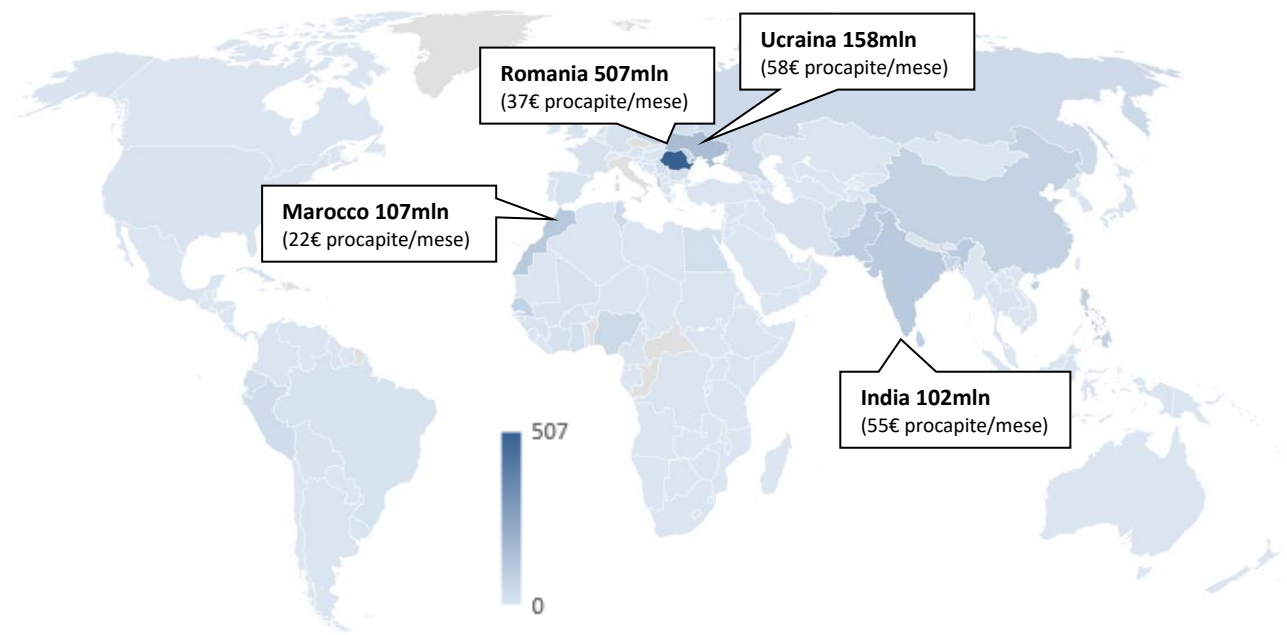 Ucraina 158mln
(58€ procapite/mese)
Romania 507mln
(37€ procapite/mese)
Marocco 107mln
(22€ procapite/mese)
India 102mln
(55€ procapite/mese)
507
0